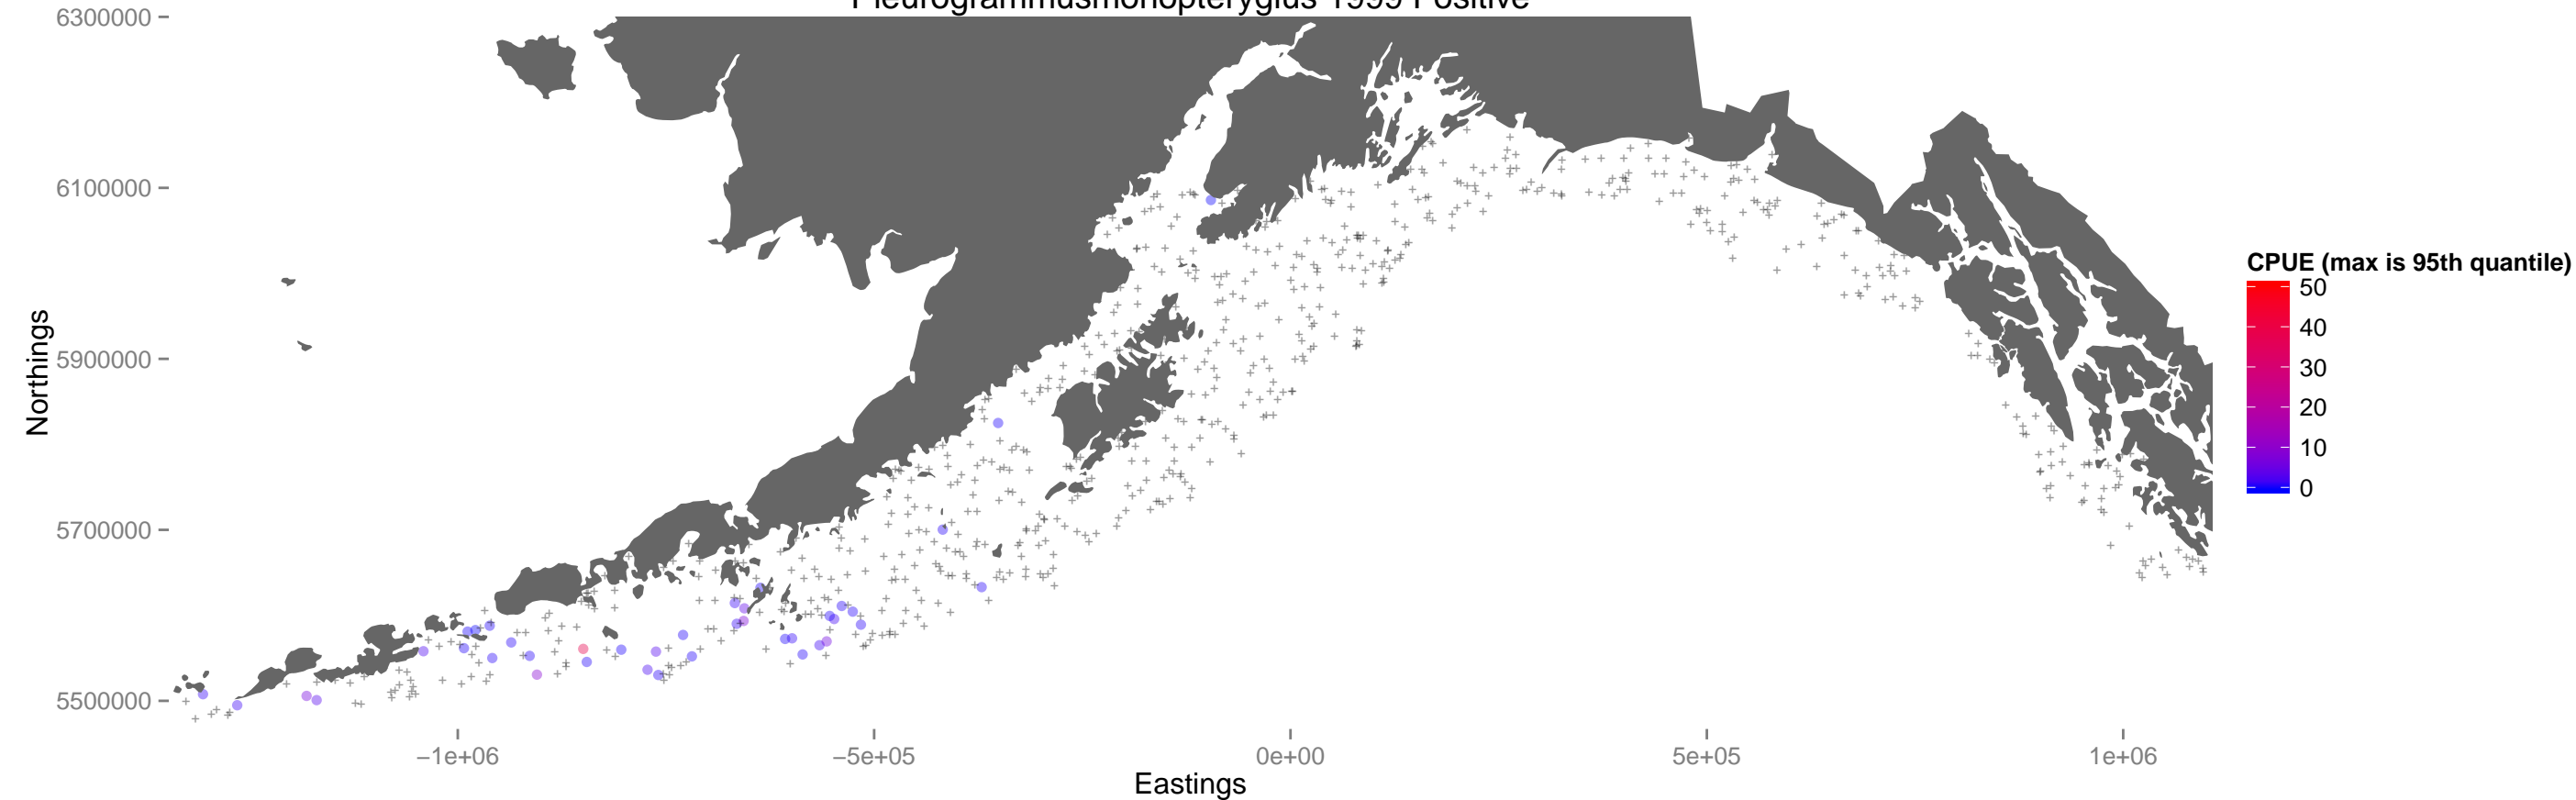 Pleurogrammusmonopterygius 1999 Positive
6300000
6100000
5900000
5700000
5500000
Northings
−1e+06
−5e+05
0e+00
5e+05
1e+06
Eastings
CPUE (max is 95th quantile)
50
40
30
20
10
0